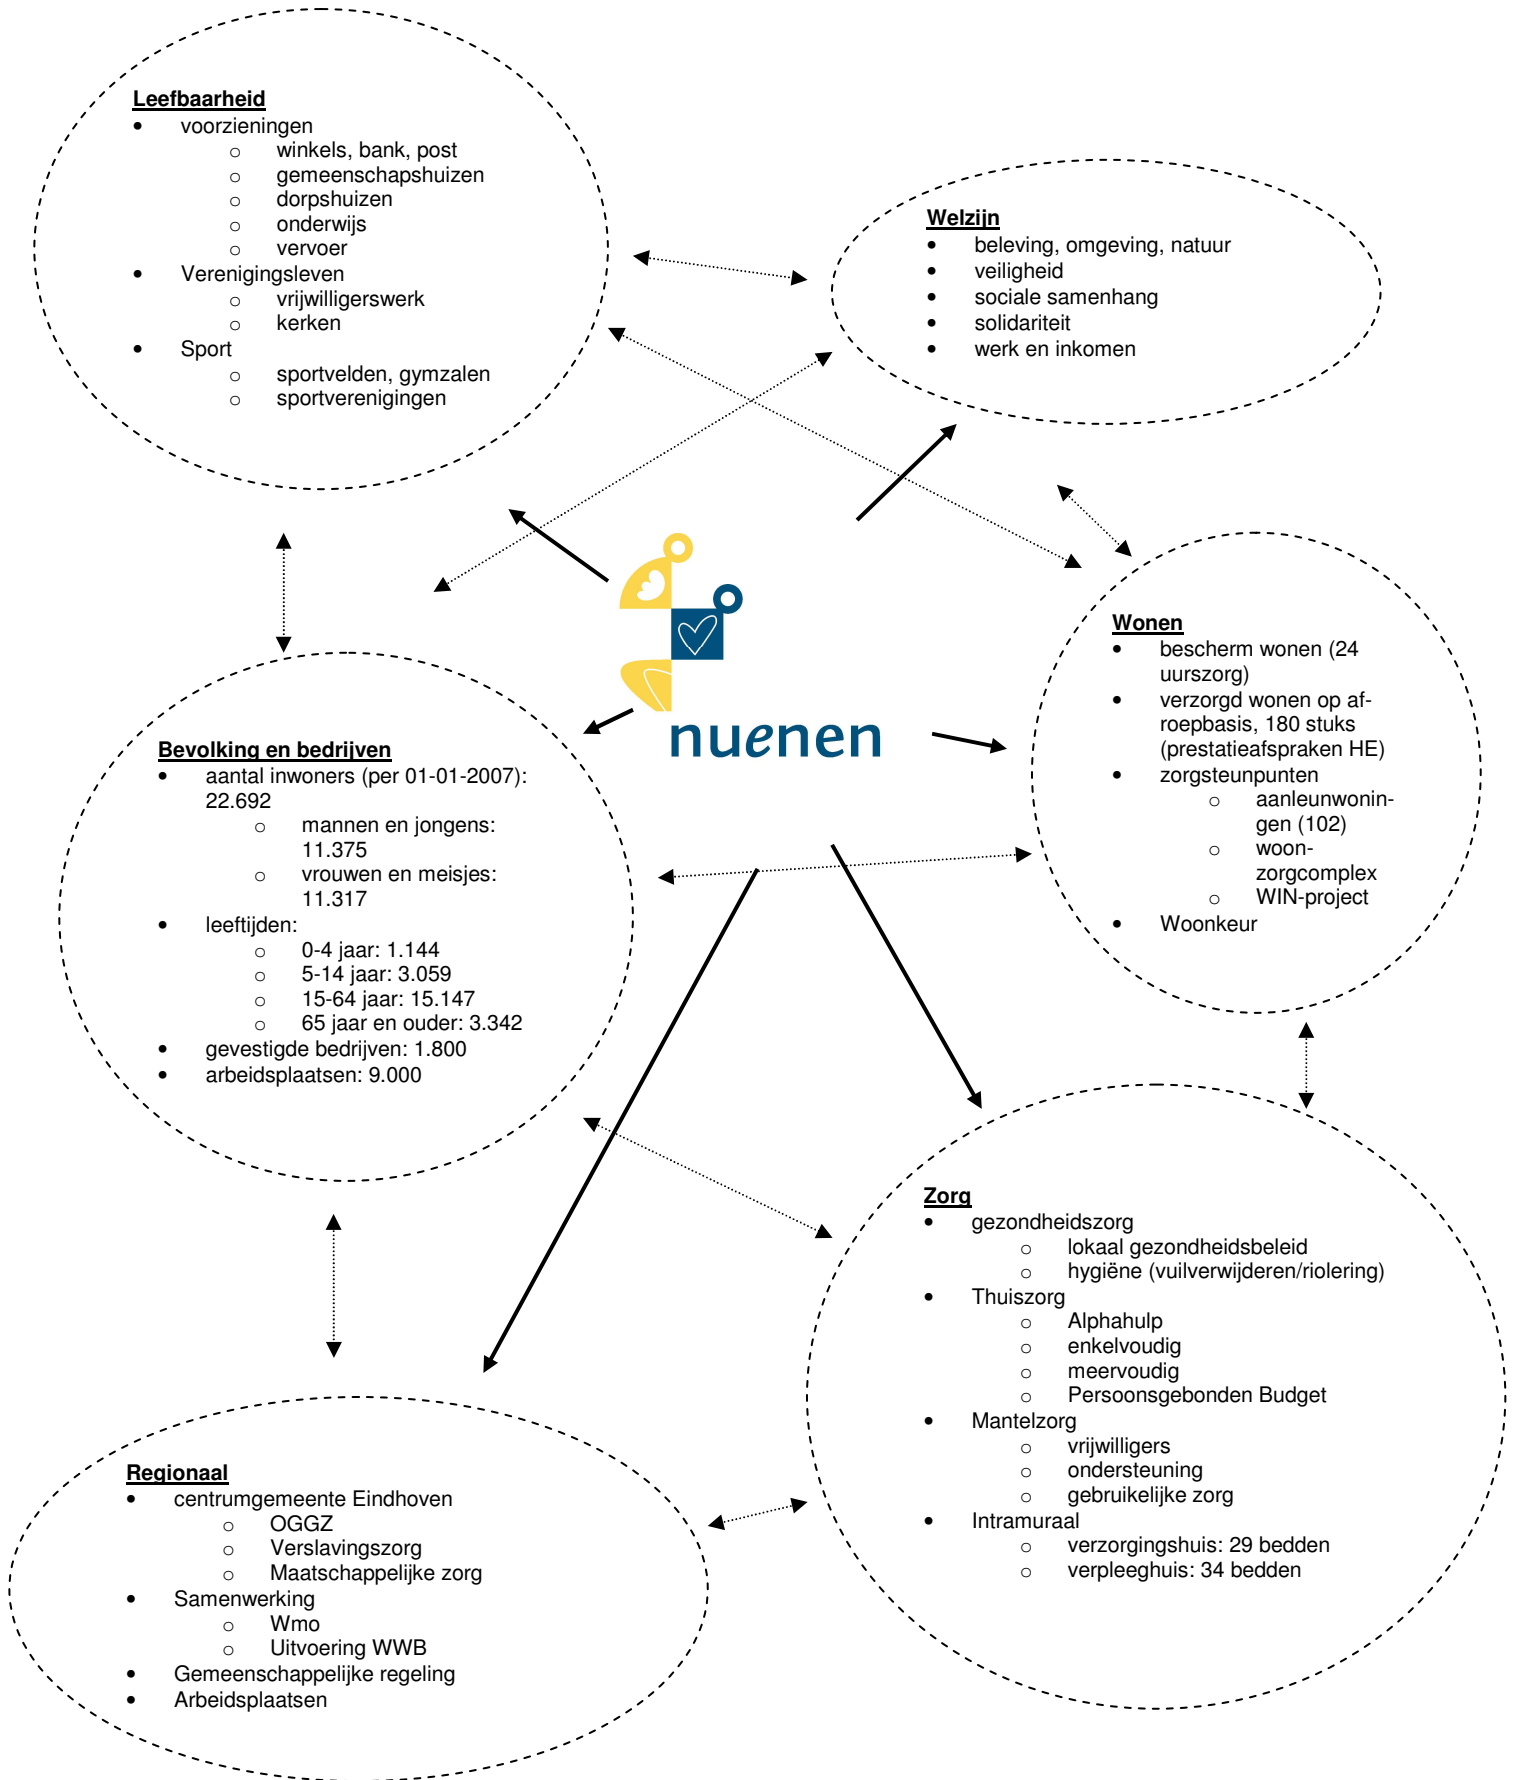 Leefbaarheid
• voorzieningen
o winkels, bank, post
o gemeenschapshuizen
o dorpshuizen
o onderwijs
o vervoer
• Verenigingsleven
o vrijwilligerswerk
o kerken
• Sport
o sportvelden, gymzalen
o sportverenigingen
Welzijn
• beleving, omgeving, natuur
• veiligheid
• sociale samenhang
• solidariteit
• werk en inkomen
nuenen
Wonen
• bescherm wonen (24
uurszorg)
• verzorgd wonen op af-
roepbasis, 180 stuks
(prestatieafspraken HE)
• zorgsteunpunten
o aanleunwonin-
gen (102)
o woon-
zorgcomplex
o WIN-project
• Woonkeur
Bevolking en bedrijven
• aantal inwoners (per 01-01-2007):
22.692
o mannen en jongens:
11.375
o vrouwen en meisjes:
11.317
• leeftijden:
o 0-4 jaar: 1.144
o 5-14 jaar: 3.059
o 15-64 jaar: 15.147
o 65 jaar en ouder: 3.342
• gevestigde bedrijven: 1.800
• arbeidsplaatsen: 9.000
Zorg
• gezondheidszorg
o lokaal gezondheidsbeleid
o hygiëne (vuilverwijderen/riolering)
• Thuiszorg
o Alphahulp
o enkelvoudig
o meervoudig
o Persoonsgebonden Budget
• Mantelzorg
o vrijwilligers
o ondersteuning
o gebruikelijke zorg
• Intramuraal
o verzorgingshuis: 29 bedden
o verpleeghuis: 34 bedden
Regionaal
• centrumgemeente Eindhoven
o OGGZ
o Verslavingszorg
o Maatschappelijke zorg
• Samenwerking
o Wmo
o Uitvoering WWB
• Gemeenschappelijke regeling
• Arbeidsplaatsen